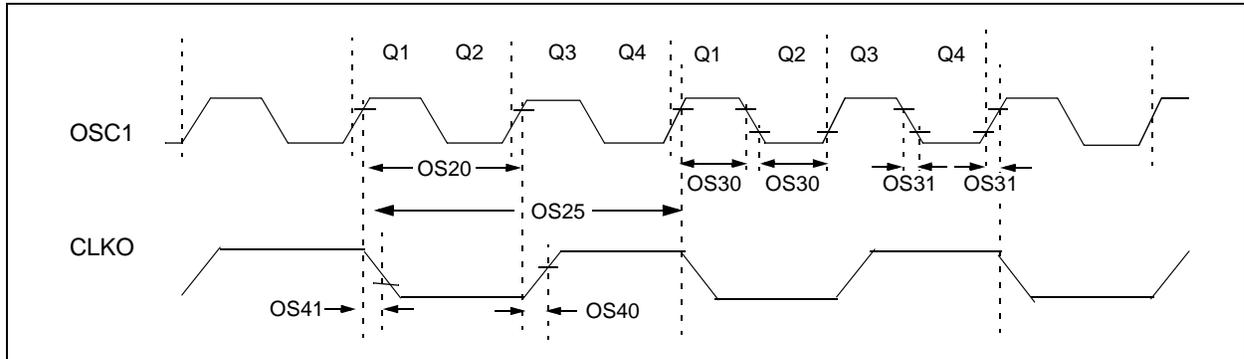 Q1 Q2 Q3 Q4 Q1 Q2 Q3 Q4
OSC1
OS20 OS30 OS30 OS31 OS31
OS25
CLKO
OS41 OS40